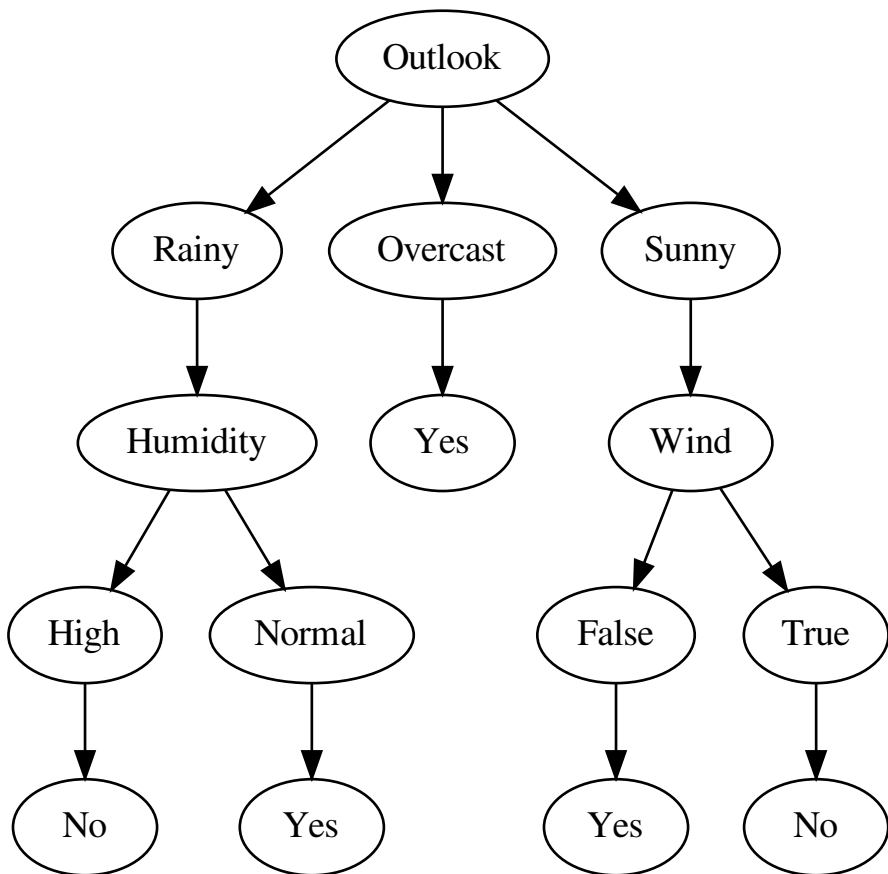 Outlook
Rainy
Overcast
Sunny
Humidity
Yes
Wind
High
Normal
False
True
No
Yes
Yes
No